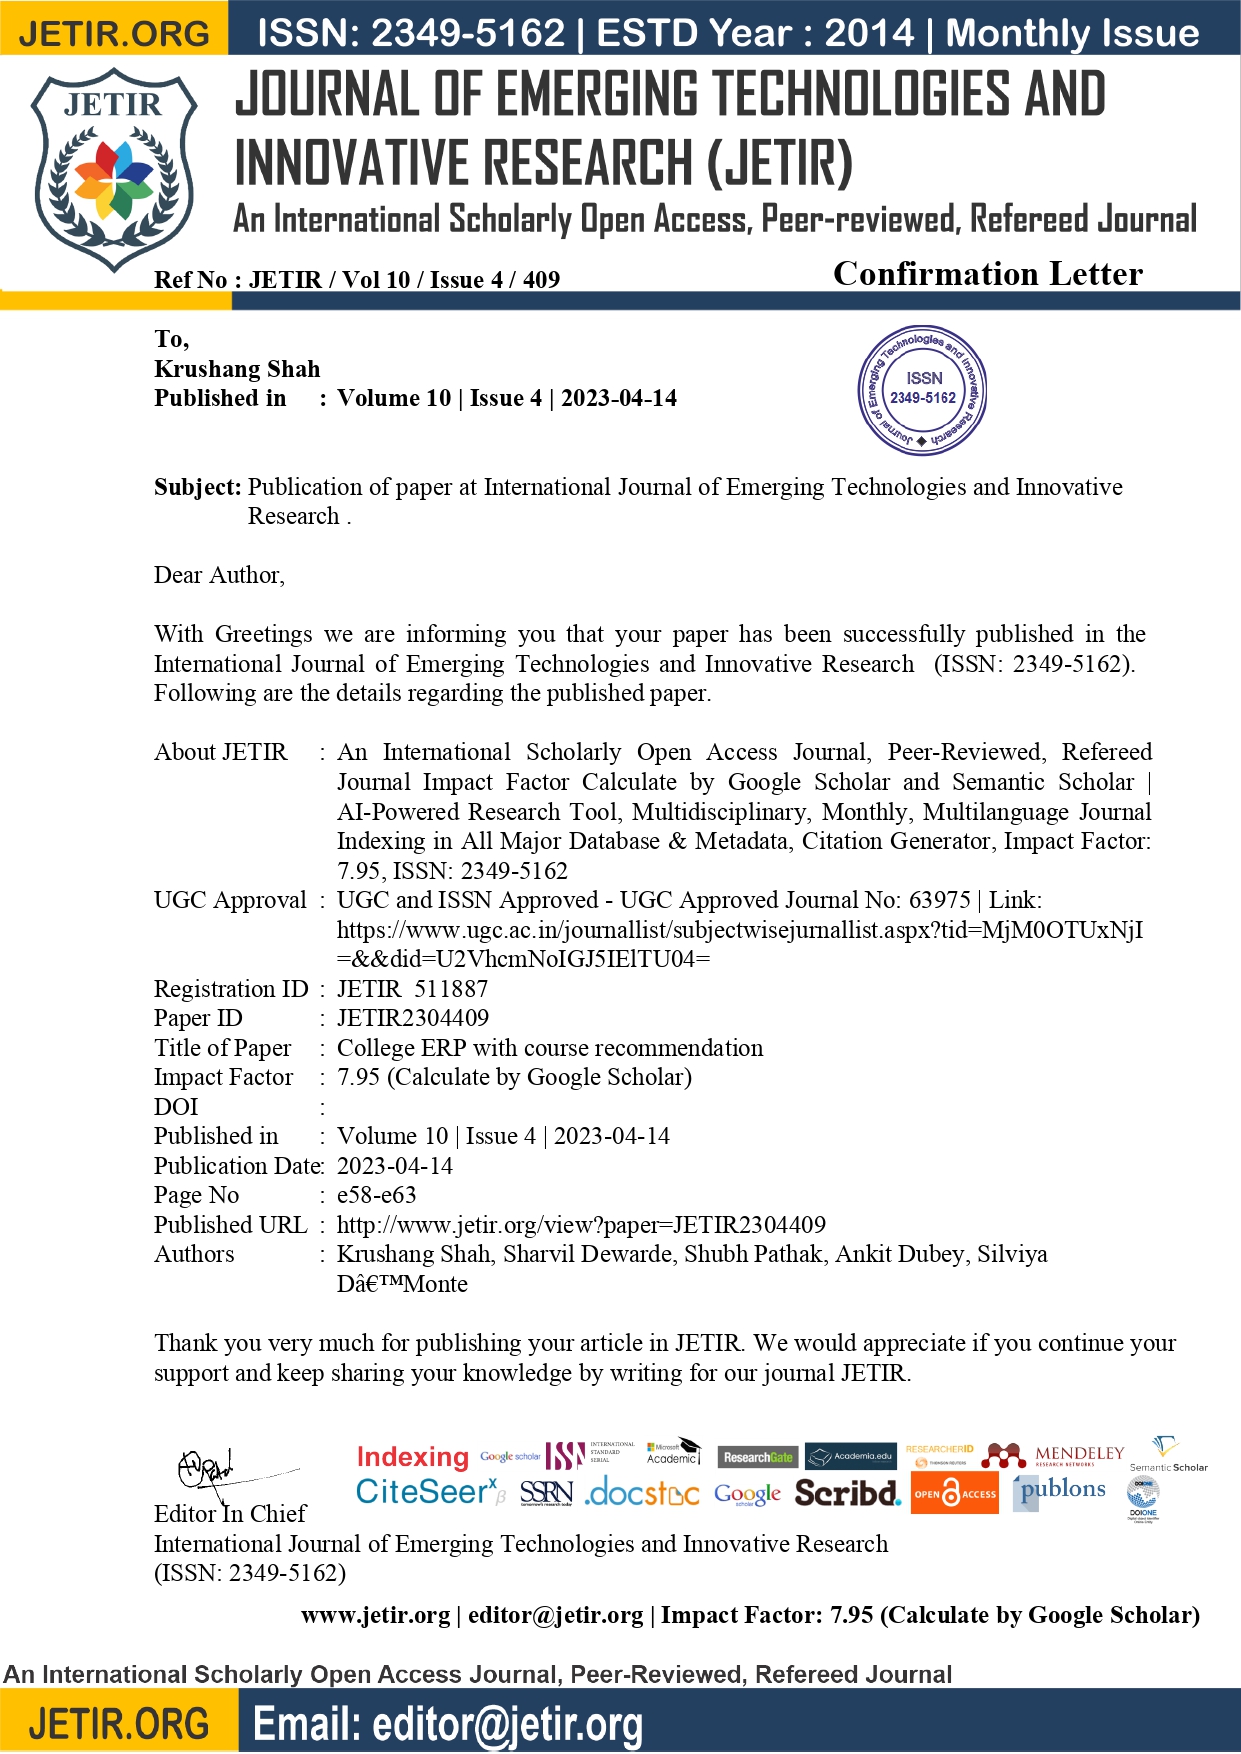 JETIR.ORG ISSN: 2349-5162 | ESTD Year : 2014 | Monthly Issue
JETIR
JOURNAL OF EMERGING TECHNOLOGIES AND
INNOVATIVE RESEARCH (JETIR)
An International Scholarly Open Access, Peer-reviewed, Refereed Journal
Ref No : JETIR / Vol 10 / Issue 4 / 409
Confirmation Letter
To,
Krushang Shah
Published in : Volume 10 | Issue 4 | 2023-04-14
Journal of Emerging Technologies and Innovative Research
ISSN
2349-5162
Subject: Publication of paper at International Journal of Emerging Technologies and Innovative
Research .
Dear Author,
With Greetings we are informing you that your paper has been successfully published in the
International Journal of Emerging Technologies and Innovative Research (ISSN: 2349-5162).
Following are the details regarding the published paper.
About JETIR : An International Scholarly Open Access Journal, Peer-Reviewed, Refereed
Journal Impact Factor Calculate by Google Scholar and Semantic Scholar |
AI-Powered Research Tool, Multidisciplinary, Monthly, Multilanguage Journal
Indexing in All Major Database & Metadata, Citation Generator, Impact Factor:
7.95, ISSN: 2349-5162
UGC Approval : UGC and ISSN Approved - UGC Approved Journal No: 63975 | Link:
https://www.ugc.ac.in/journallist/subjectwisejurnallist.aspx?tid=MjM0OTUxNjI
=&&did=U2VhcmNoIGJ5IElTU04=
Registration ID : JETIR 511887
Paper ID : JETIR2304409
Title of Paper : College ERP with course recommendation
Impact Factor : 7.95 (Calculate by Google Scholar)
DOI :
Published in : Volume 10 | Issue 4 | 2023-04-14
Publication Date: 2023-04-14
Page No : e58-e63
Published URL : http://www.jetir.org/view?paper=JETIR2304409
Authors : Krushang Shah, Sharvil Dewarde, Shubh Pathak, Ankit Dubey, Silviya
Dâ€™Monte
Thank you very much for publishing your article in JETIR. We would appreciate if you continue your
support and keep sharing your knowledge by writing for our journal JETIR.
Indexing Google scholar ISSN INTERNATIONAL STANDARD SERIAL Microsoft Academic ResearchGate Academia.edu RESEARCHERID THOMSON REUTERS MENDELEY RESEARCH NETWORKS Semantic Scholar
CiteSeerX β SSRN tomorrow's research today .docstoc Google scholar Scribd. OPEN ACCESS publons DOIONE
Editor In Chief
International Journal of Emerging Technologies and Innovative Research
(ISSN: 2349-5162)
www.jetir.org | editor@jetir.org | Impact Factor: 7.95 (Calculate by Google Scholar)
An International Scholarly Open Access Journal, Peer-Reviewed, Refereed Journal
JETIR.ORG Email: editor@jetir.org